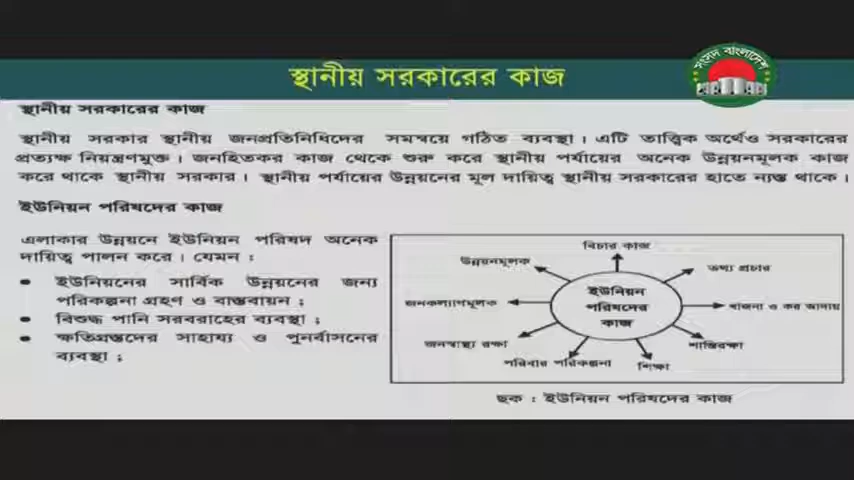 স্থানীয় সরকারের কাজ
সংসদ বাংলাদেশ
স্থানীয় সরকারের কাজ
স্থানীয় সরকার স্থানীয় জনপ্রতিনিধিদের সমন্বয়ে গঠিত ব্যবস্থা। এটি তাত্ত্বিক অর্থেও সরকারের
প্রত্যক্ষ নিয়ন্ত্রণমুক্ত। জনহিতকর কাজ থেকে শুরু করে স্থানীয় পর্যায়ের অনেক উন্নয়নমূলক কাজ
করে থাকে স্থানীয় সরকার। স্থানীয় পর্যায়ের উন্নয়নের মূল দায়িত্ব স্থানীয় সরকারের হাতে ন্যস্ত থাকে।
ইউনিয়ন পরিষদের কাজ
এলাকার উন্নয়নে ইউনিয়ন পরিষদ অনেক
দায়িত্ব পালন করে। যেমন :
• ইউনিয়নের সার্বিক উন্নয়নের জন্য
পরিকল্পনা গ্রহণ ও বাস্তবায়ন ;
• বিশুদ্ধ পানি সরবরাহের ব্যবস্থা ;
• ক্ষতিগ্রস্তদের সাহায্য ও পুনর্বাসনের
ব্যবস্থা ;
বিচার কাজ
উন্নয়নমূলক
তথ্য প্রচার
ইউনিয়ন
পরিষদের
কাজ
জনকল্যাণমূলক
খাজনা ও কর আদায়
জনস্বাস্থ্য রক্ষা
শান্তিরক্ষা
পরিবার পরিকল্পনা
শিক্ষা
ছক : ইউনিয়ন পরিষদের কাজ